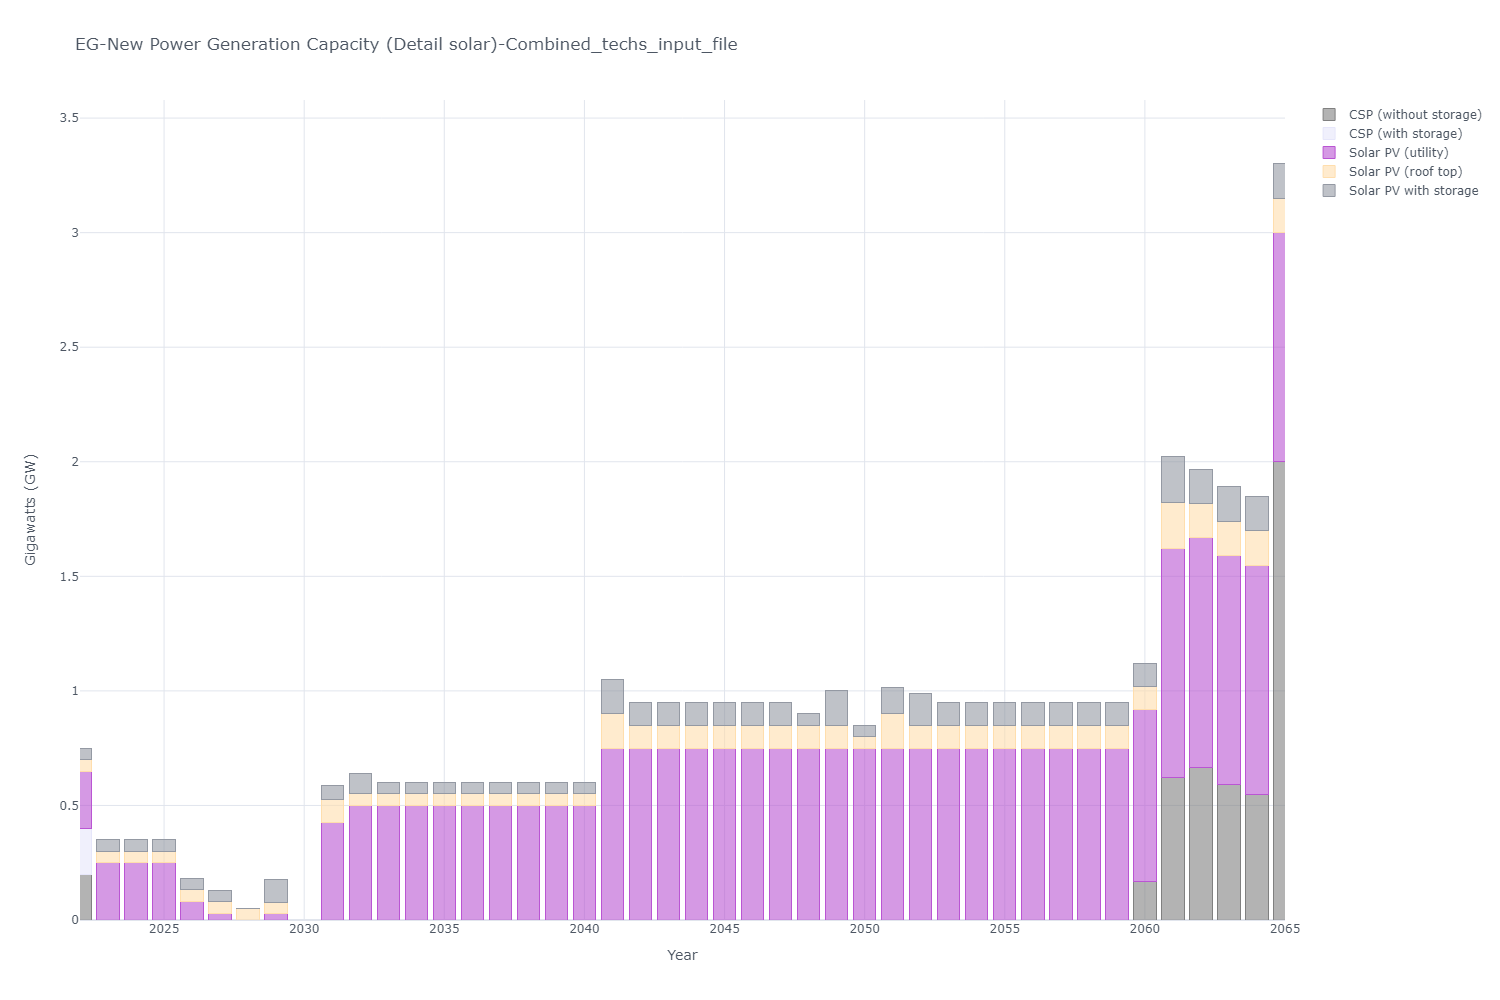 EG-New Power Generation Capacity (Detail solar)-Combined_techs_input_file
CSP (without storage)
CSP (with storage)
Solar PV (utility)
Solar PV (roof top)
Solar PV with storage
3.5
3
2.5
2
1.5
1
0.5
0
Gigawatts (GW)
2025
2030
2035
2040
2045
2050
2055
2060
2065
Year